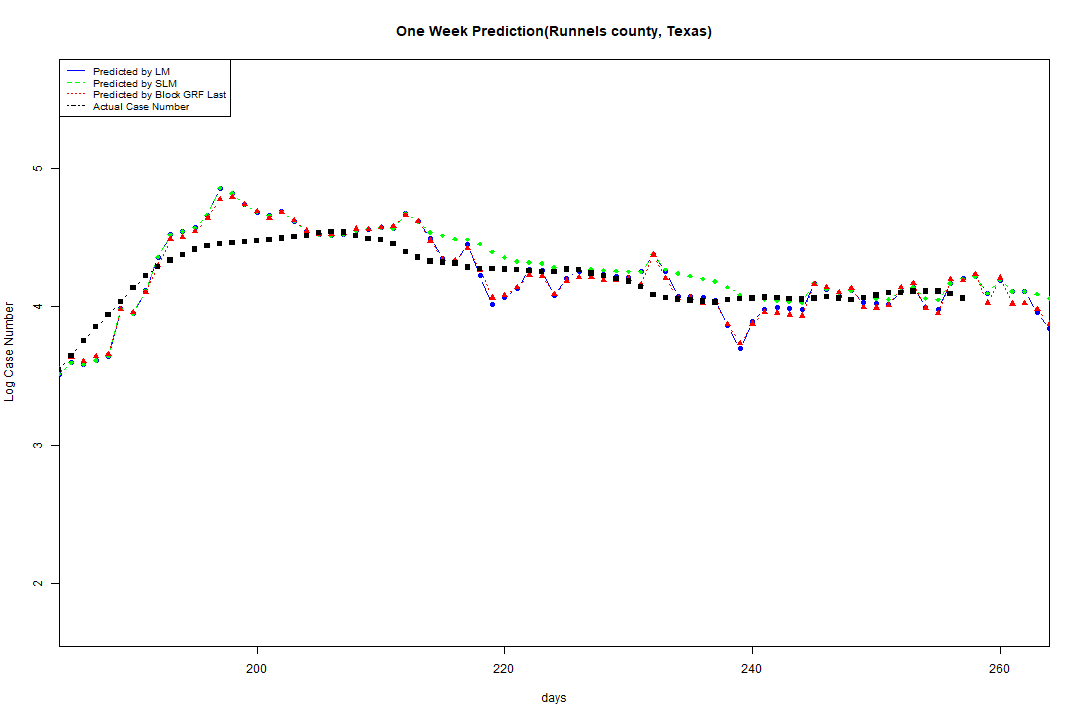 One Week Prediction(Runnels county, Texas)
Predicted by LM
Predicted by SLM
Predicted by Block GRF Last
Actual Case Number
5
4
3
2
Log Case Number
200 220 240 260
days